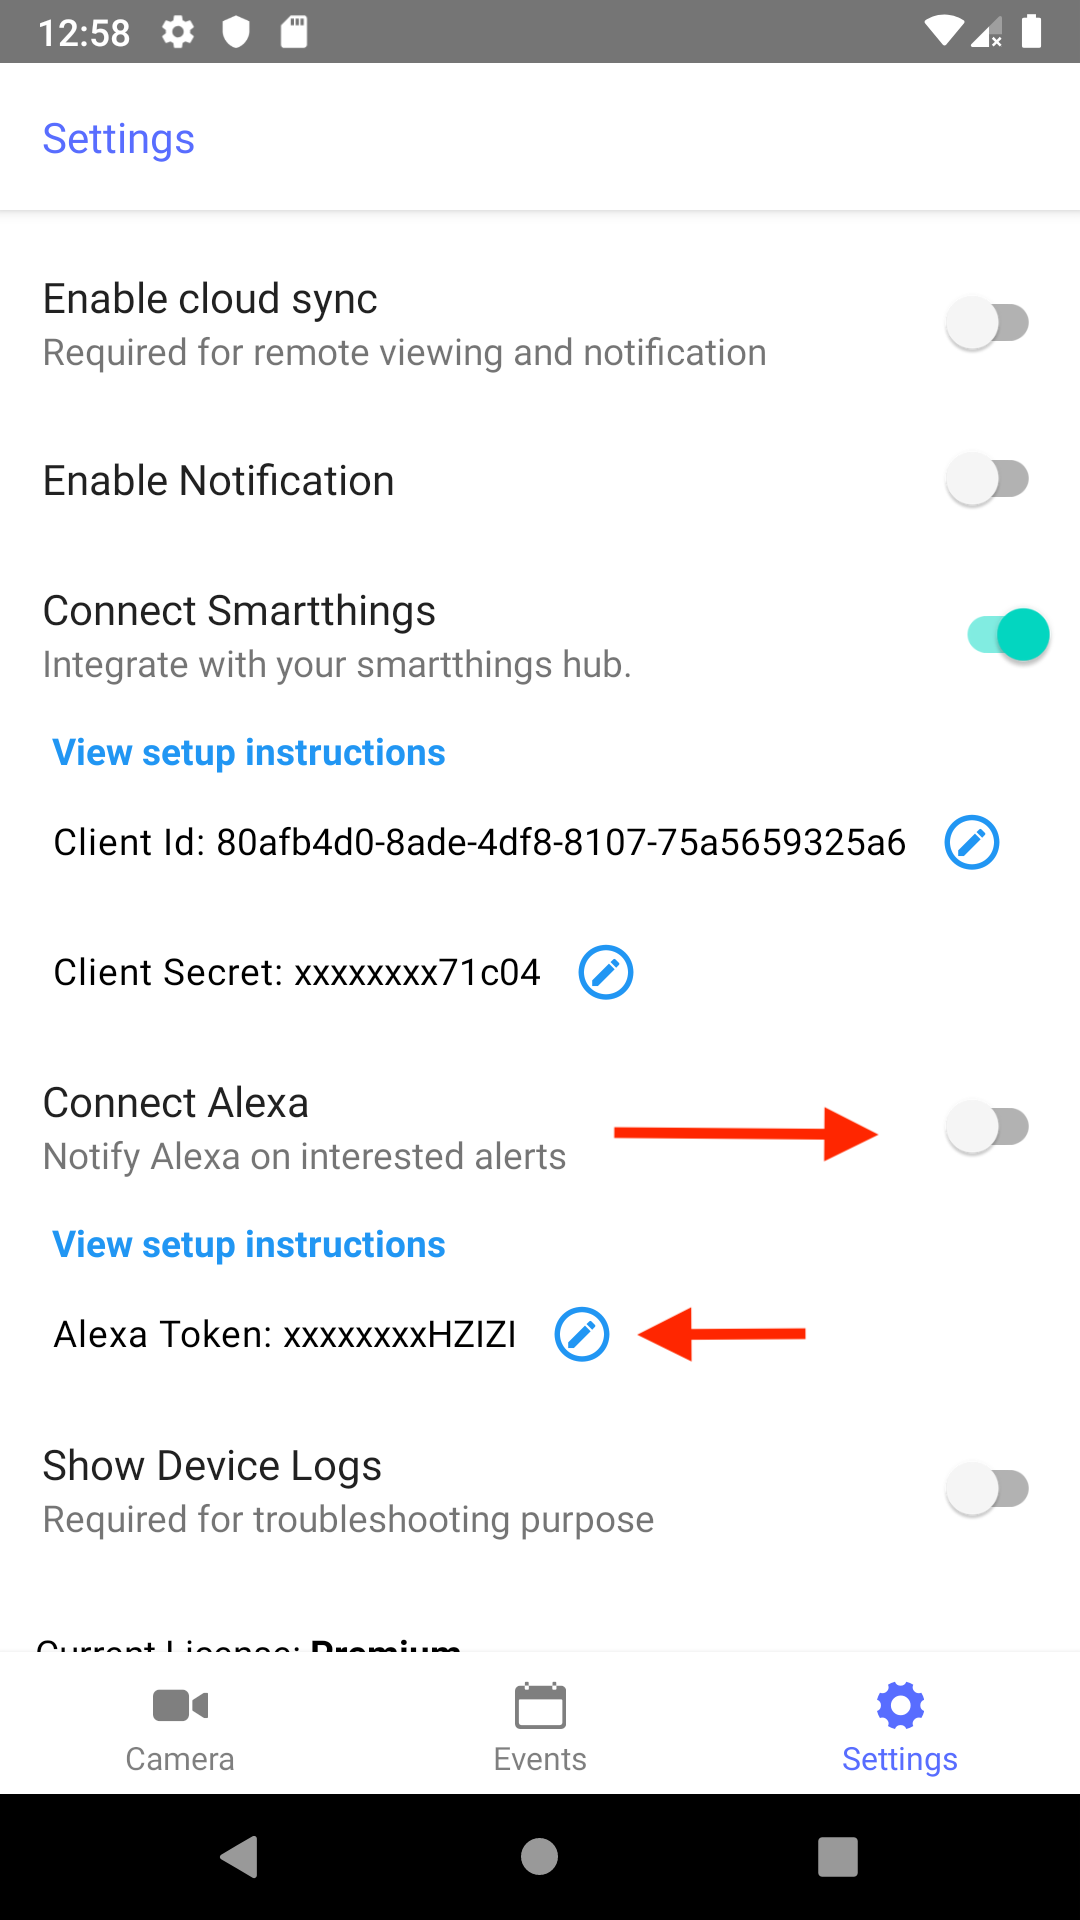 12:58
Settings
Enable cloud sync
Required for remote viewing and notification
Enable Notification
Connect Smartthings
Integrate with your smartthings hub.
View setup instructions
Client Id: 80afb4d0-8ade-4df8-8107-75a5659325a6
Client Secret: xxxxxxxx71c04
Connect Alexa
Notify Alexa on interested alerts
View setup instructions
Alexa Token: xxxxxxxxHZIZI
Show Device Logs
Required for troubleshooting purpose
Current License: Premium
Camera
Events
Settings